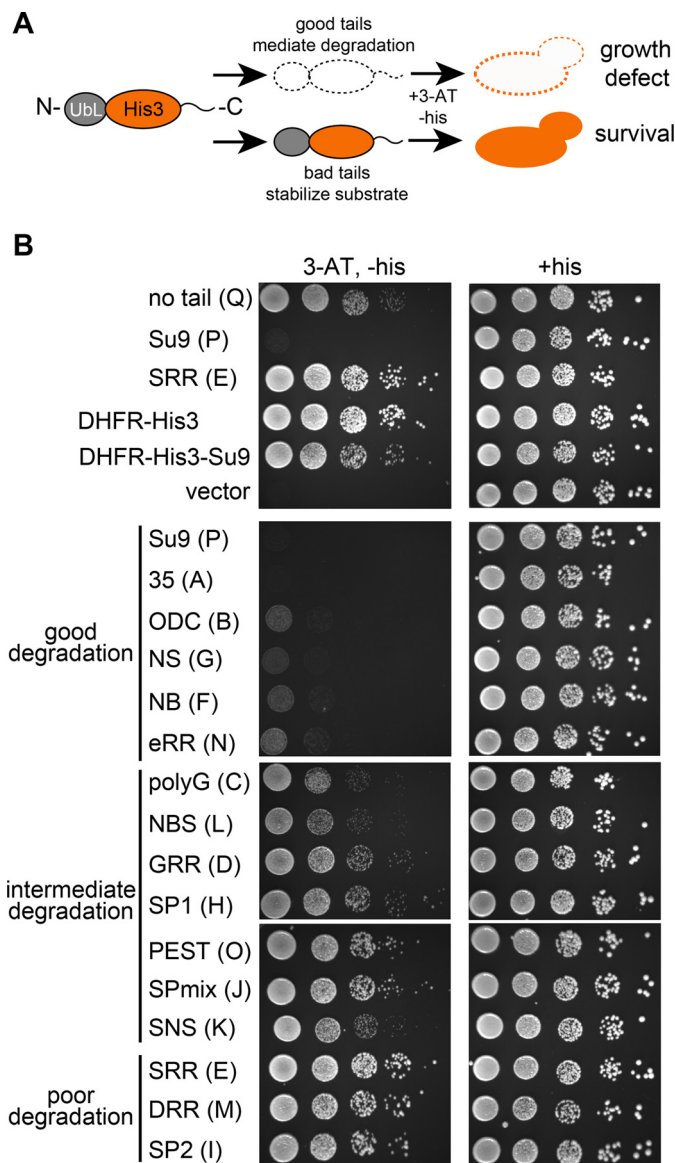 A
good tails
mediate degradation
growth
defect
N-
UbL
His3
-C
+3-AT
-his
survival
bad tails
stabilize substrate
B
3-AT, -his
+his
no tail (Q)
Su9 (P)
SRR (E)
DHFR-His3
DHFR-His3-Su9
vector
good
degradation
Su9 (P)
35 (A)
ODC (B)
NS (G)
NB (F)
eRR (N)
intermediate
degradation
polyG (C)
NBS (L)
GRR (D)
SP1 (H)
PEST (O)
SPmix (J)
SNS (K)
poor
degradation
SRR (E)
DRR (M)
SP2 (I)